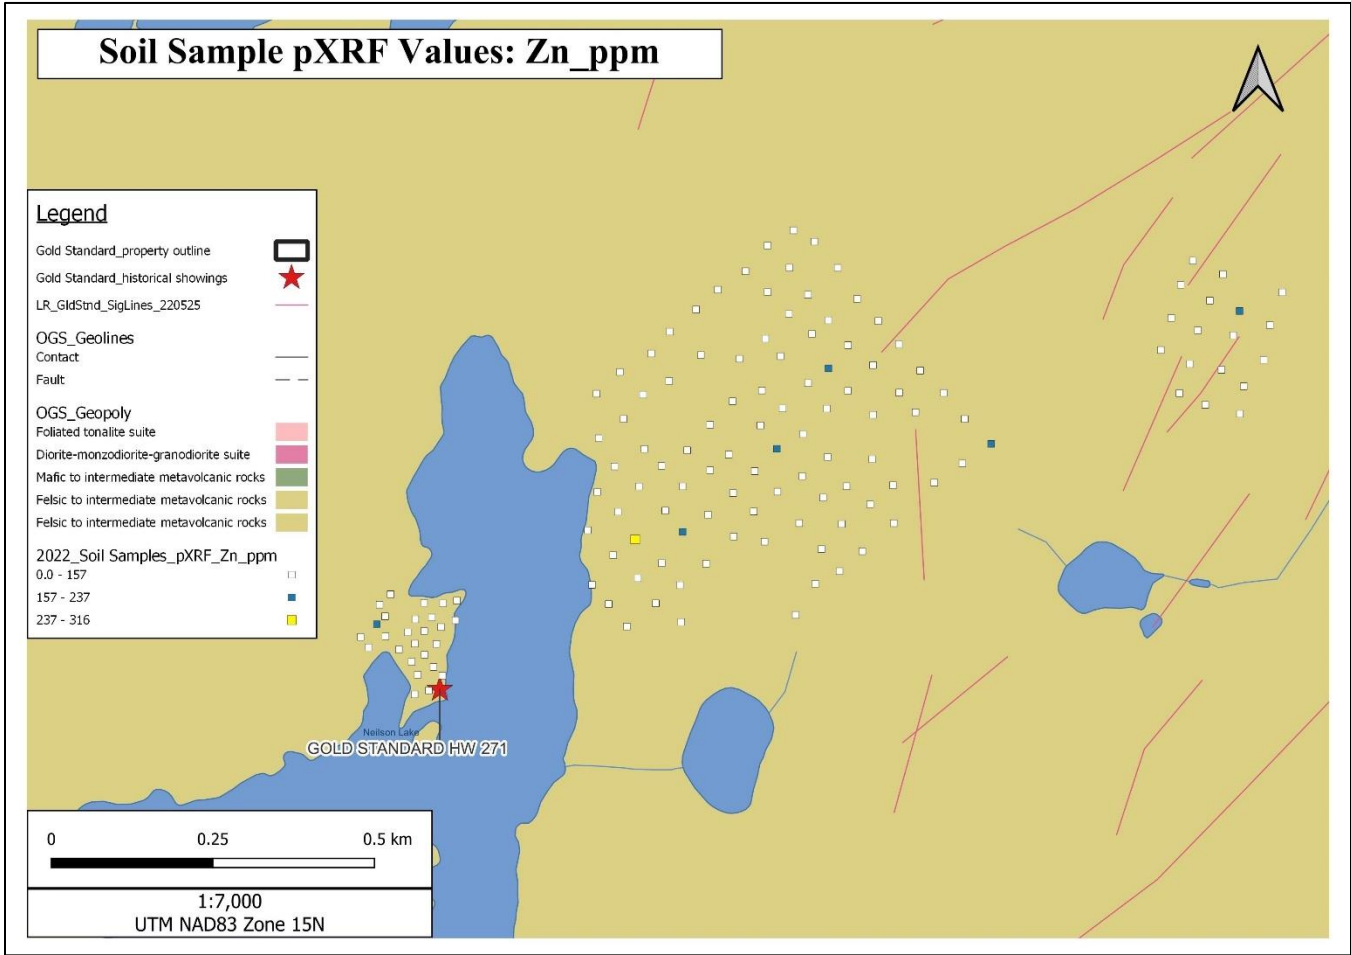 Soil Sample pXRF Values: Zn_ppm
Legend
Gold Standard_property outline
Gold Standard_historical showings
LR_GldStnd_SigLines_220525
OGS_Geolines
Contact
Fault
OGS_Geopoly
Foliated tonalite suite
Diorite-monzodiorite-granodiorite suite
Mafic to intermediate metavolcanic rocks
Felsic to intermediate metavolcanic rocks
Felsic to intermediate metavolcanic rocks
2022_Soil Samples_pXRF_Zn_ppm
0.0 - 157
157 - 237
237 - 316
Neilson Lake
GOLD STANDARD HW 271
0 0.25 0.5 km
1:7,000
UTM NAD83 Zone 15N